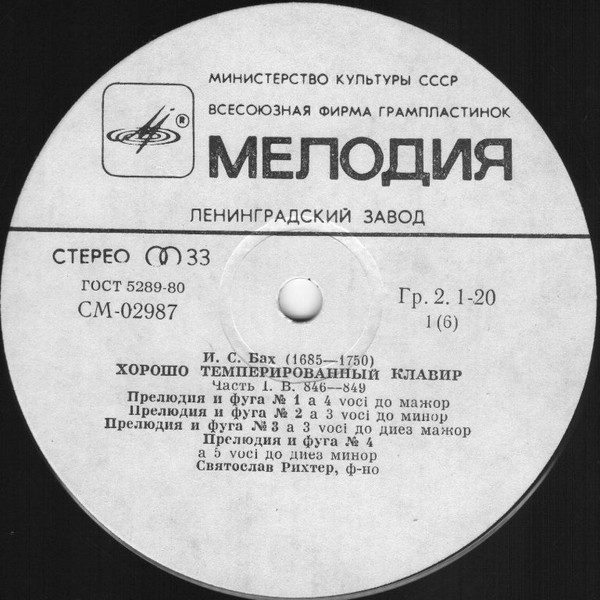 МИНИСТЕРСТВО КУЛЬТУРЫ СССР
ВСЕСОЮЗНАЯ ФИРМА ГРАМПЛАСТИНОК
®
МЕЛОДИЯ
ЛЕНИНГРАДСКИЙ ЗАВОД
СТЕРЕО 33
ГОСТ 5289-80
СМ-02987
Гр. 2. 1-20
1 (6)
И. С. Бах (1685—1750)
ХОРОШО ТЕМПЕРИРОВАННЫЙ КЛАВИР
Часть I. В. 846—849
Прелюдия и фуга № 1 а 4 voci до мажор
Прелюдия и фуга № 2 а 3 voci до минор
Прелюдия и фуга № 3 а 3 voci до диез мажор
Прелюдия и фуга № 4
а 5 voci до диез минор
Святослав Рихтер, ф-но